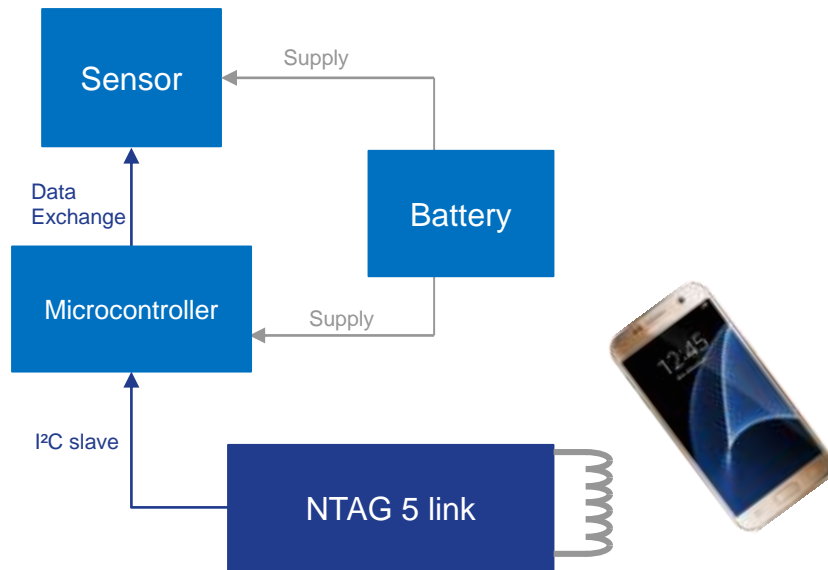 Sensor
Supply
Data
Exchange
Battery
Microcontroller
Supply
I²C slave
NTAG 5 link
12:45